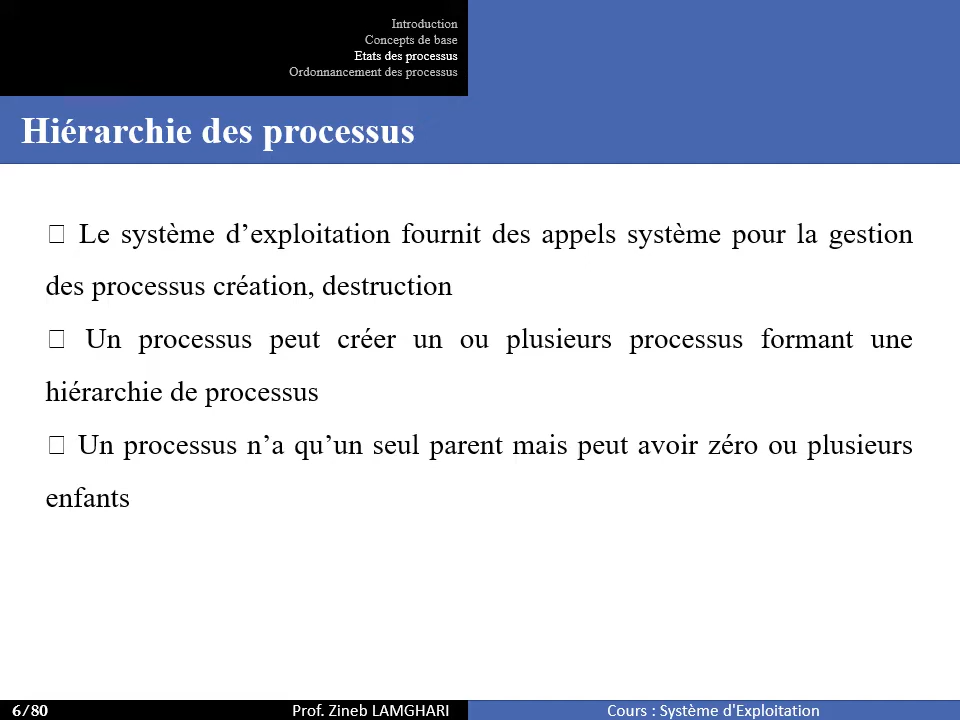 Introduction
Concepts de base
Etats des processus
Ordonnancement des processus
Hiérarchie des processus
□ Le système d’exploitation fournit des appels système pour la gestion
des processus création, destruction
□ Un processus peut créer un ou plusieurs processus formant une
hiérarchie de processus
□ Un processus n’a qu’un seul parent mais peut avoir zéro ou plusieurs
enfants
6/80
Prof. Zineb LAMGHARI
Cours : Système d'Exploitation